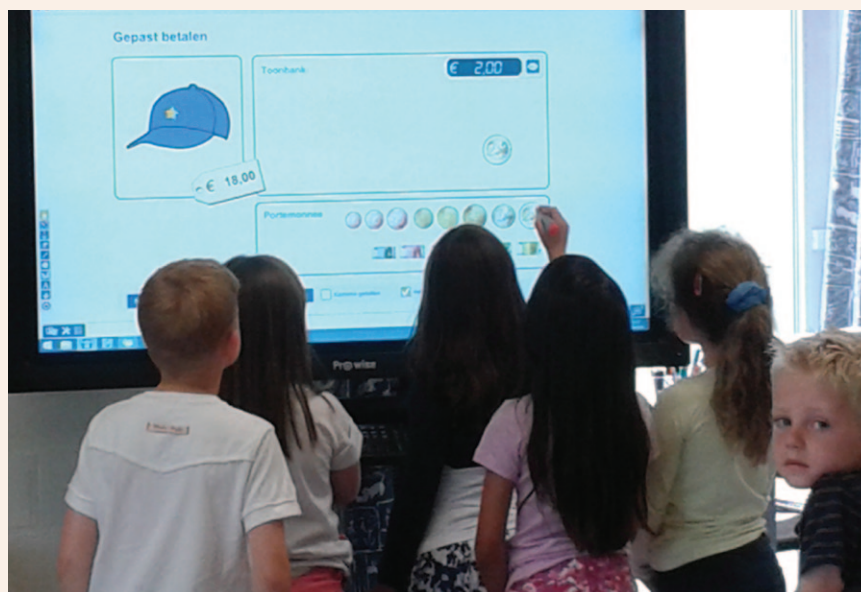 Gepast betalen
Toonbank
€ 2,00
€ 18,00
Portemonnee
Prowise